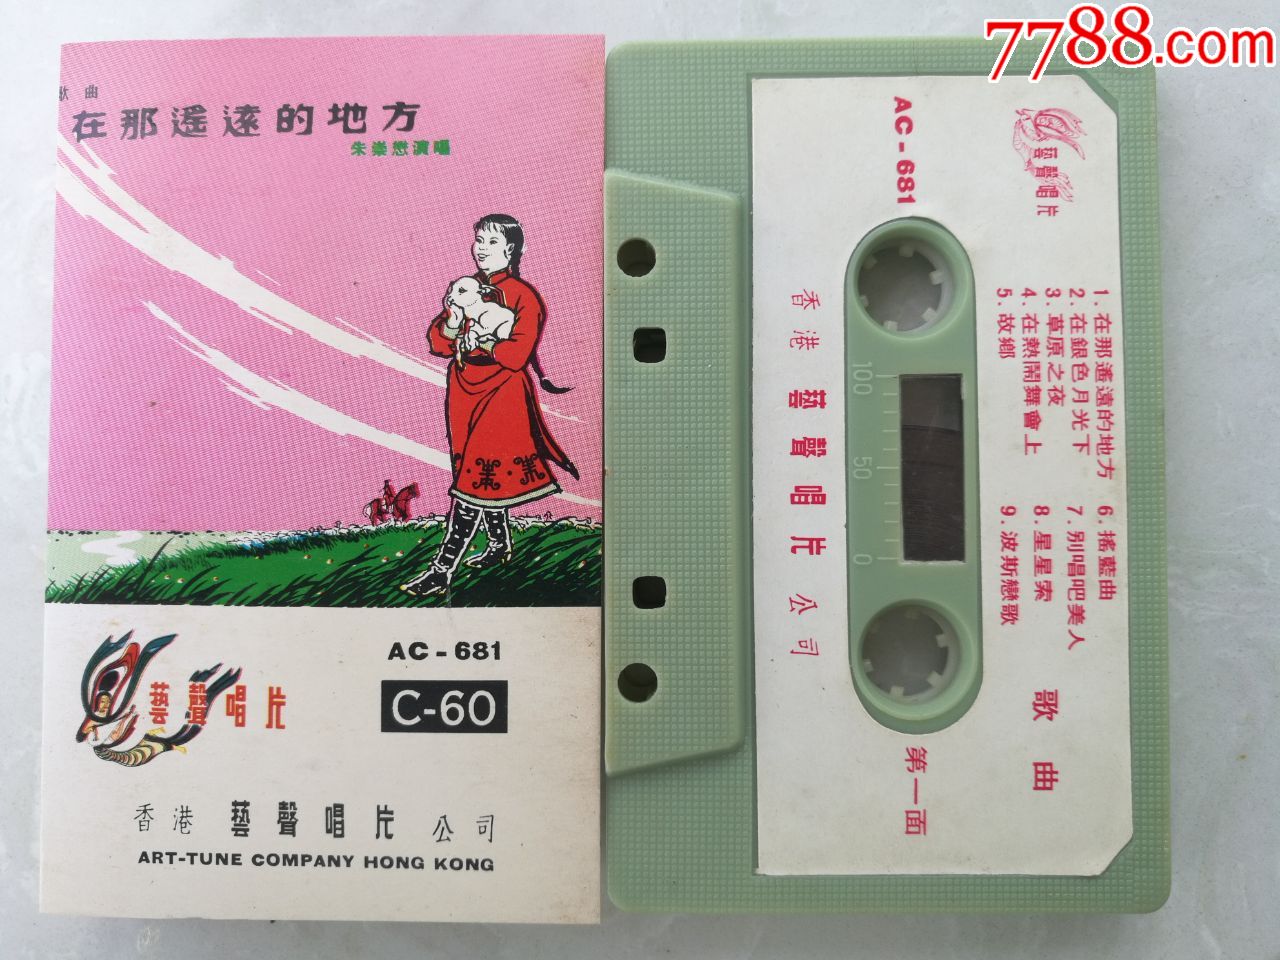 7788.com
歌曲
在那遙遠的地方
朱崇懋演唱
AC-681
C-60
藝聲唱片
香港 藝聲唱片 公司
ART-TUNE COMPANY HONG KONG
藝聲唱片
AC-681
1. 在那遙遠的地方
2. 在銀色月光下
3. 草原之夜
4. 在熱鬧舞會上
5. 故鄉
6. 搖籃曲
7. 别唱吧美人
8. 星星索
9. 波斯戀歌
歌曲
第一面
香港 藝聲唱片 公司
100 50 0